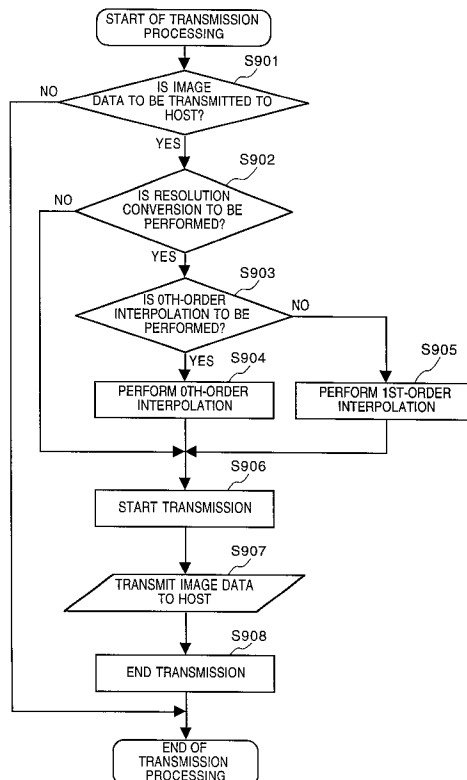 START OF TRANSMISSION
PROCESSING
S901
NO
IS IMAGE
DATA TO BE TRANSMITTED TO
HOST?
YES
S902
NO
IS RESOLUTION
CONVERSION TO BE
PERFORMED?
YES
S903
IS 0TH-ORDER
INTERPOLATION TO BE
PERFORMED?
NO
YES
S904
S905
PERFORM 0TH-ORDER
INTERPOLATION
PERFORM 1ST-ORDER
INTERPOLATION
S906
START TRANSMISSION
S907
TRANSMIT IMAGE DATA
TO HOST
S908
END TRANSMISSION
END OF
TRANSMISSION
PROCESSING